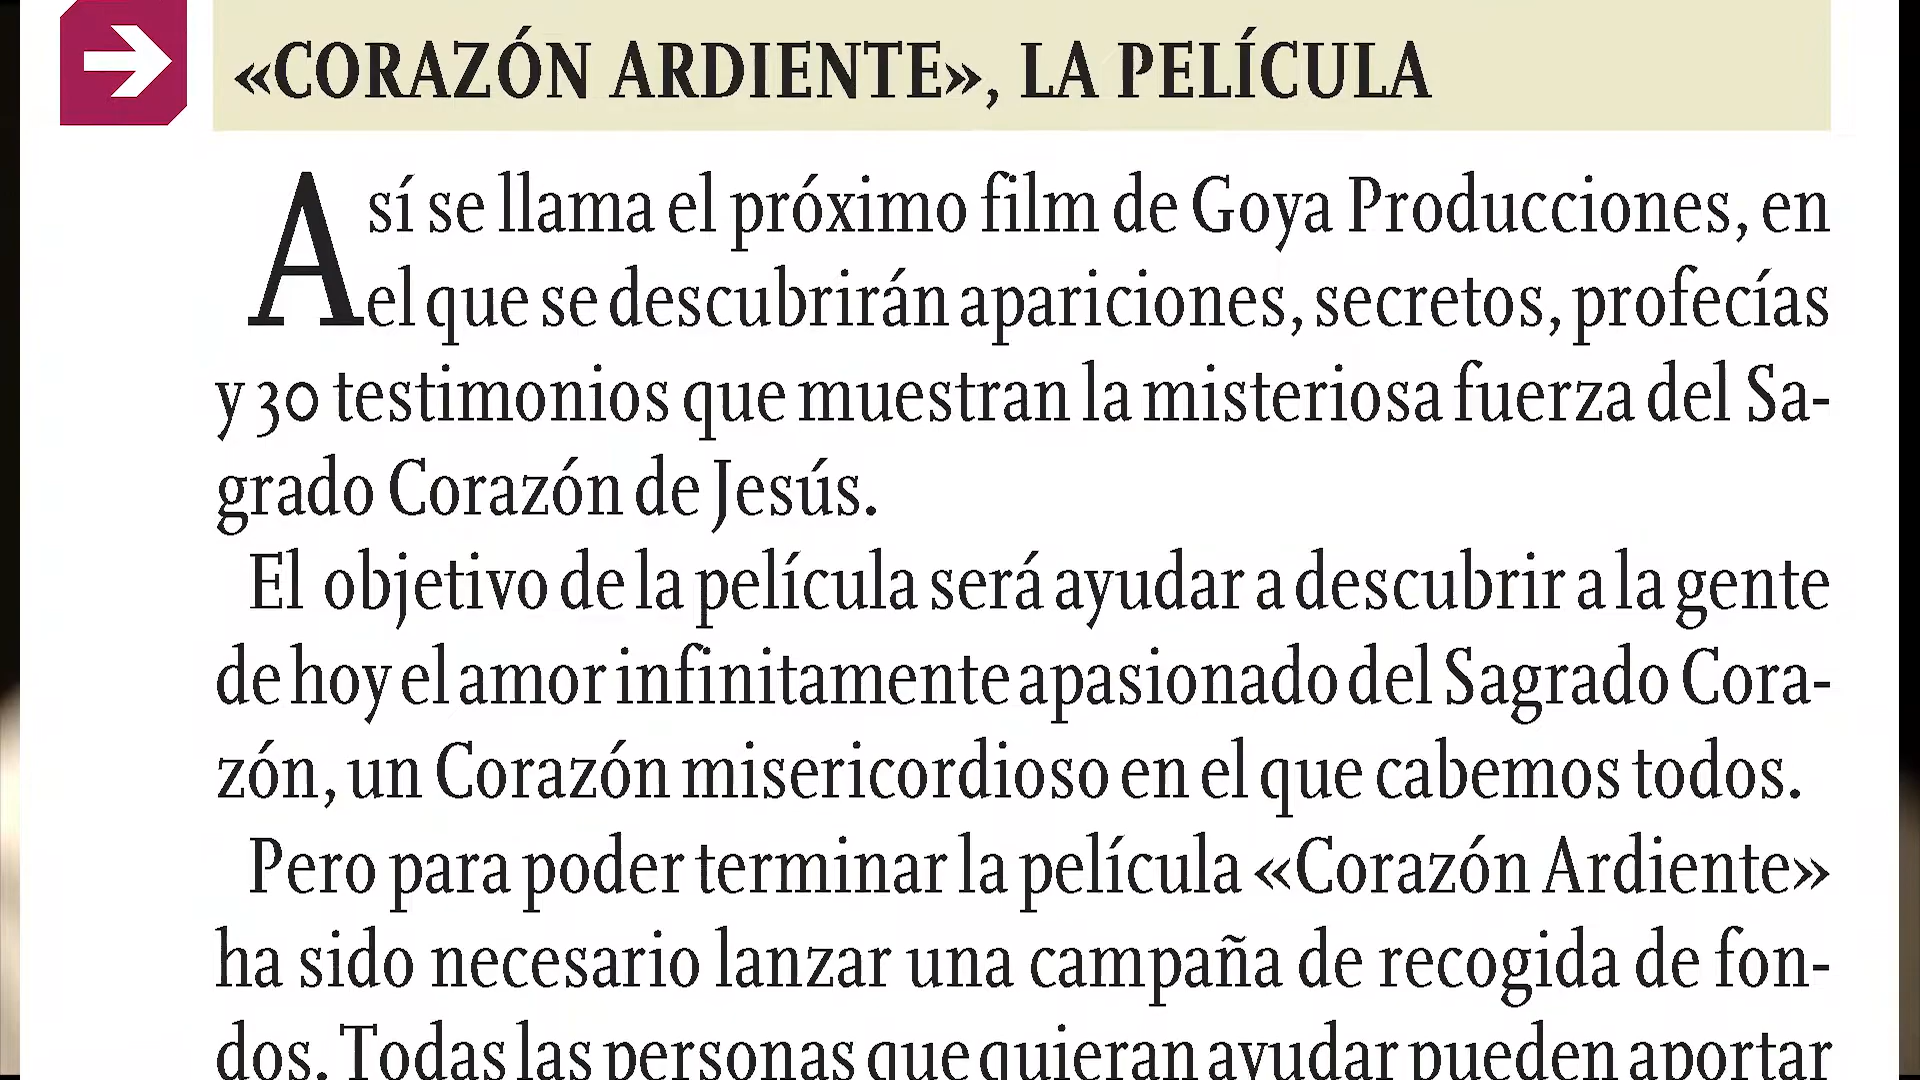 «CORAZÓN ARDIENTE», LA PELÍCULA
Así se llama el próximo film de Goya Producciones, en
el que se descubrirán apariciones, secretos, profecías
y 30 testimonios que muestran la misteriosa fuerza del Sa-
grado Corazón de Jesús.
El objetivo de la película será ayudar a descubrir a la gente
de hoy el amor infinitamente apasionado del Sagrado Cora-
zón, un Corazón misericordioso en el que cabemos todos.
Pero para poder terminar la película «Corazón Ardiente»
ha sido necesario lanzar una campaña de recogida de fon-
dos. Todas las personas que quieran ayudar pueden aportar